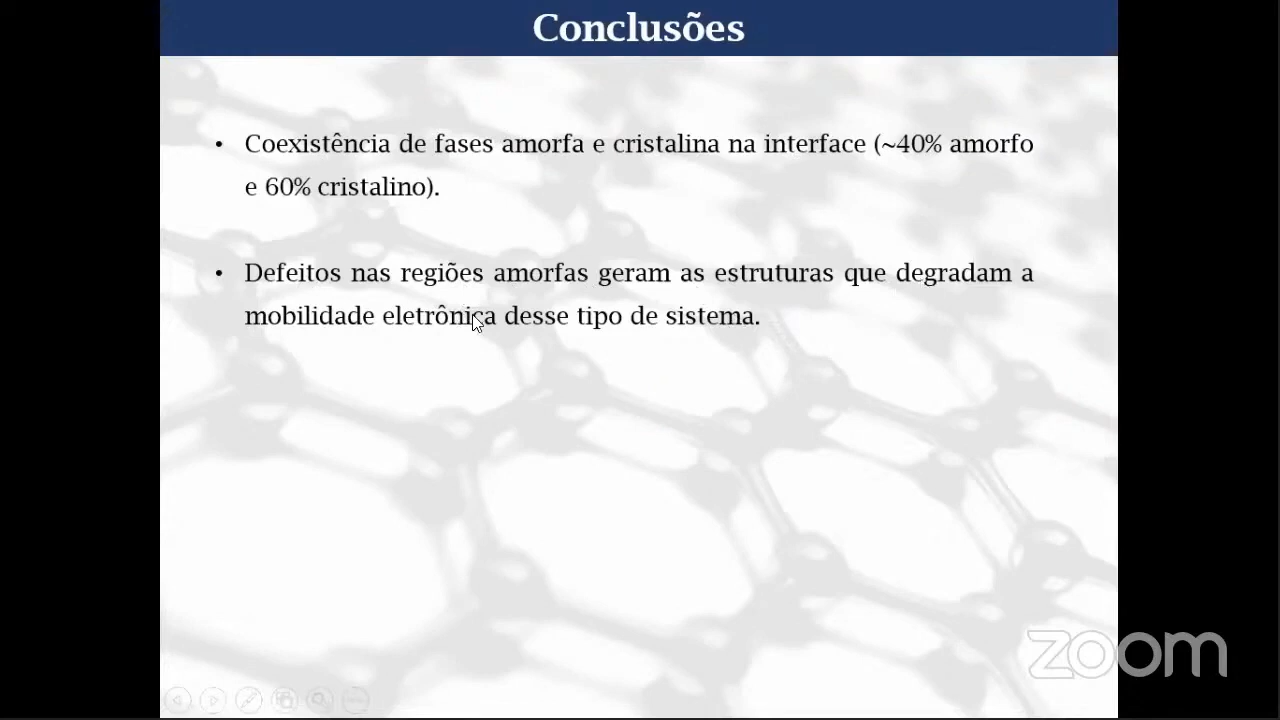 Conclusões
• Coexistência de fases amorfa e cristalina na interface (~40% amorfo
e 60% cristalino).
• Defeitos nas regiões amorfas geram as estruturas que degradam a
mobilidade eletrônica desse tipo de sistema.
zoom